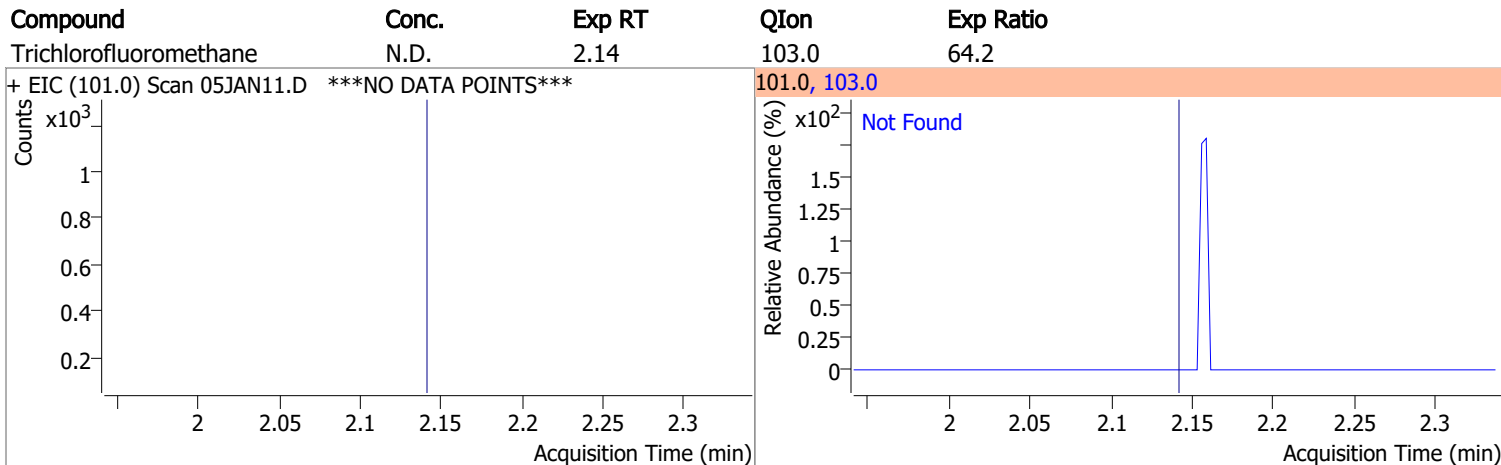 Compound Conc. Exp RT QIon Exp Ratio
Trichlorofluoromethane N.D. 2.14 103.0 64.2
+ EIC (101.0) Scan 05JAN11.D ***NO DATA POINTS***
Counts
x10³
1
0.8
0.6
0.4
0.2
2 2.05 2.1 2.15 2.2 2.25 2.3
Acquisition Time (min)
101.0, 103.0
Relative Abundance (%)
x10²
Not Found
1.5
1.25
1
0.75
0.5
0.25
0
2 2.05 2.1 2.15 2.2 2.25 2.3
Acquisition Time (min)